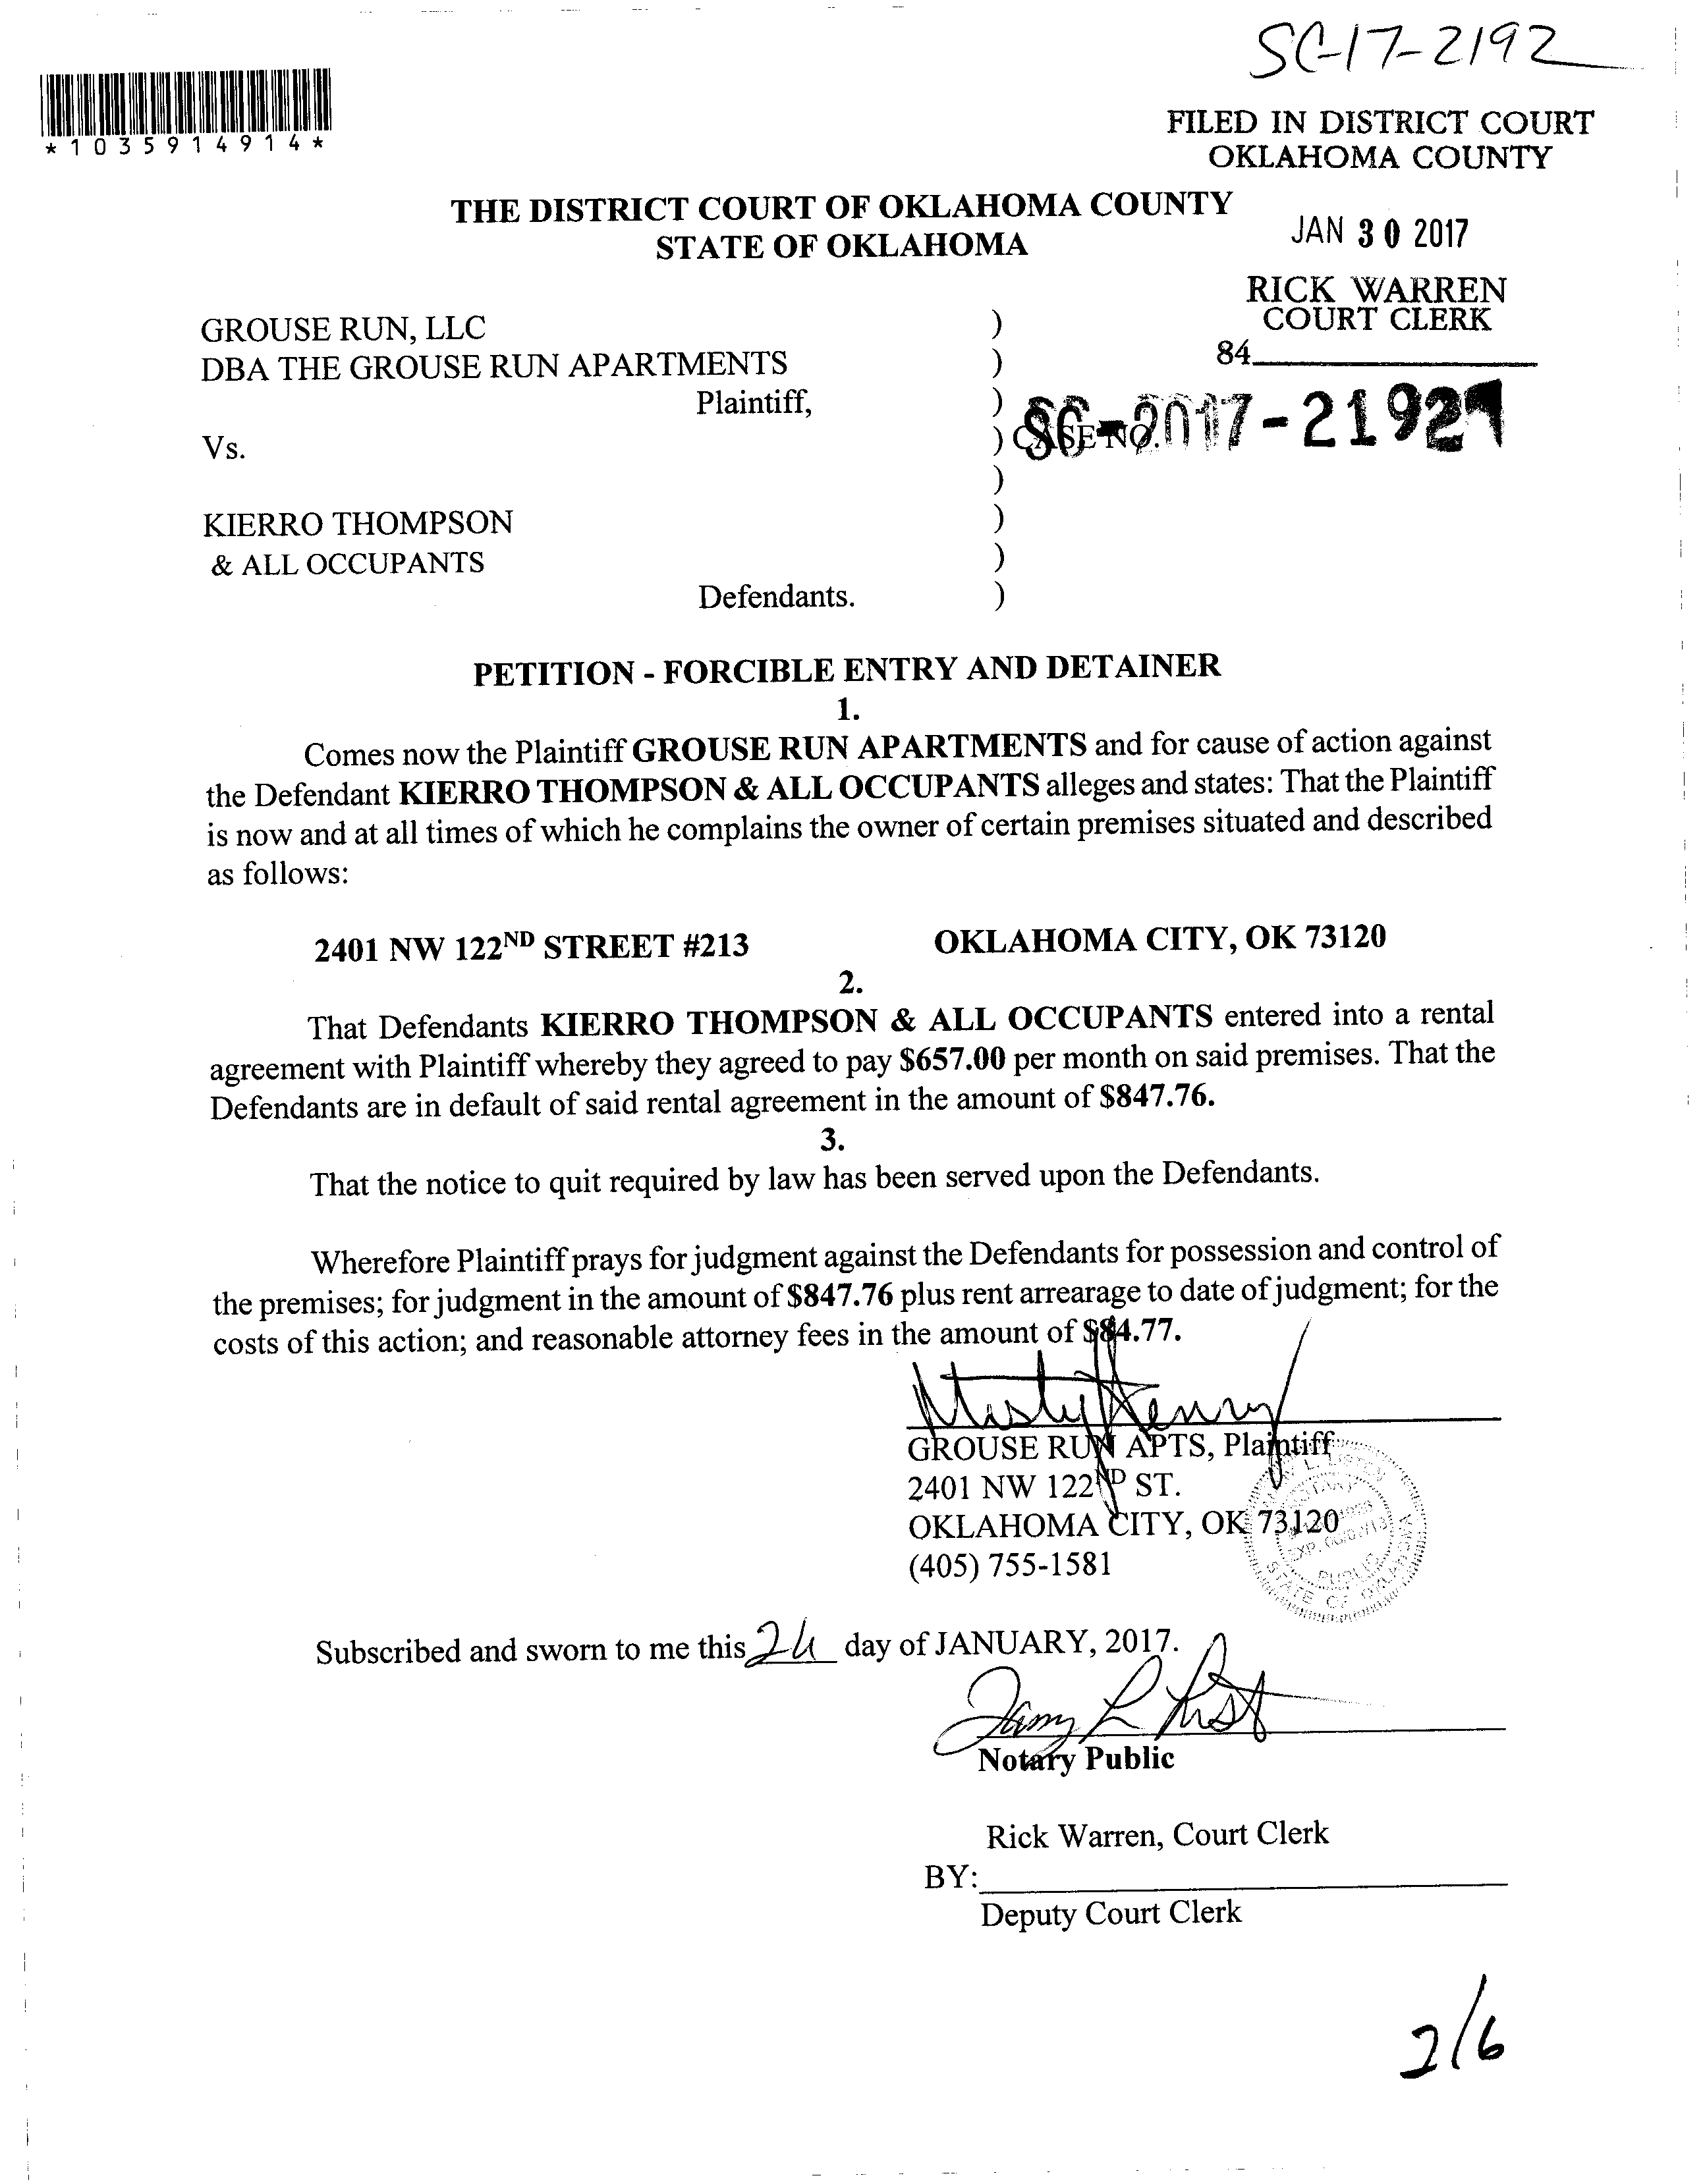 SC-17-2192
*1035914914*
FILED IN DISTRICT COURT
OKLAHOMA COUNTY
THE DISTRICT COURT OF OKLAHOMA COUNTY
STATE OF OKLAHOMA
JAN 30 2017
RICK WARREN
COURT CLERK
84
GROUSE RUN, LLC )
DBA THE GROUSE RUN APARTMENTS )
Plaintiff, )
Vs. ) CASE NO. SC-2017-2192
)
KIERRO THOMPSON )
& ALL OCCUPANTS )
Defendants. )
PETITION - FORCIBLE ENTRY AND DETAINER
1.
Comes now the Plaintiff GROUSE RUN APARTMENTS and for cause of action against
the Defendant KIERRO THOMPSON & ALL OCCUPANTS alleges and states: That the Plaintiff
is now and at all times of which he complains the owner of certain premises situated and described
as follows:
2401 NW 122ND STREET #213 OKLAHOMA CITY, OK 73120
2.
That Defendants KIERRO THOMPSON & ALL OCCUPANTS entered into a rental
agreement with Plaintiff whereby they agreed to pay $657.00 per month on said premises. That the
Defendants are in default of said rental agreement in the amount of $847.76.
3.
That the notice to quit required by law has been served upon the Defendants.
Wherefore Plaintiff prays for judgment against the Defendants for possession and control of
the premises; for judgment in the amount of $847.76 plus rent arrearage to date of judgment; for the
costs of this action; and reasonable attorney fees in the amount of $84.77.
Misty Henry
GROUSE RUN APTS, Plaintiff
2401 NW 122ND ST.
OKLAHOMA CITY, OK 73120
(405) 755-1581
PUBLIC
STATE OF OKLAHOMA
Subscribed and sworn to me this day of JANUARY, 2017.
Notary Public
Rick Warren, Court Clerk
BY:
Deputy Court Clerk
2/6